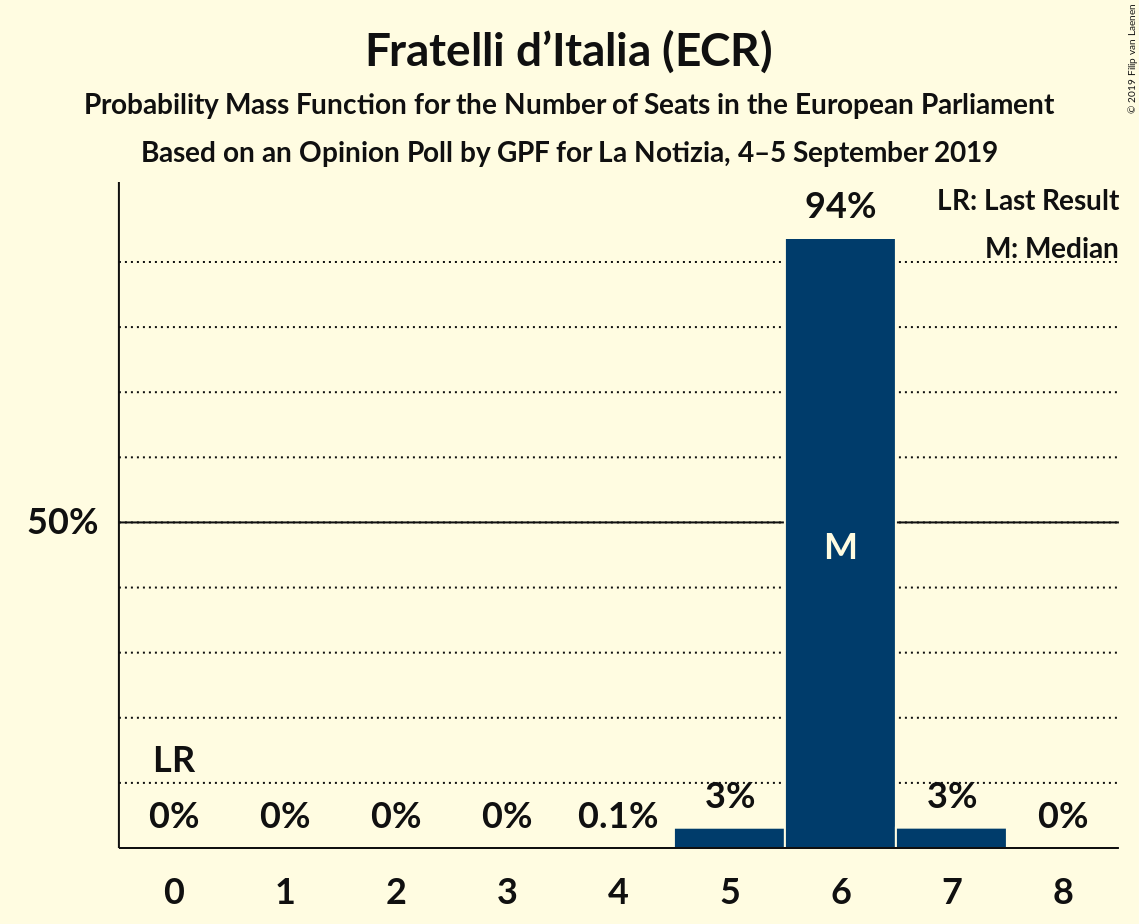 Fratelli d’Italia (ECR)
Probability Mass Function for the Number of Seats in the European Parliament
Based on an Opinion Poll by GPF for La Notizia, 4–5 September 2019
© 2019 Filip van Laenen
LR: Last Result
M: Median
94%
50%
M
LR
0% 0% 0% 0% 0.1% 3% 3% 0%
0 1 2 3 4 5 6 7 8